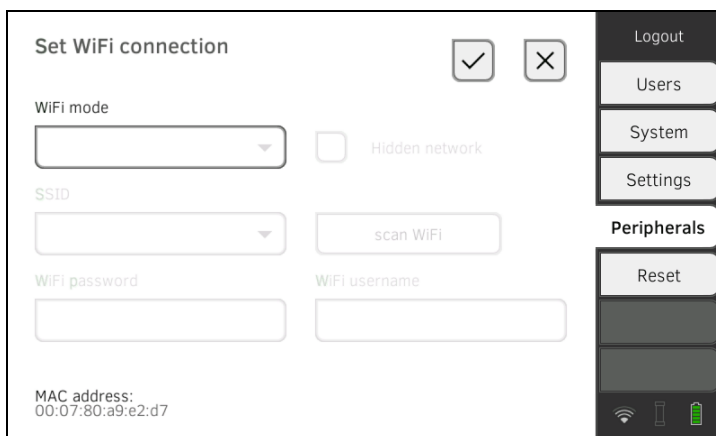 Set WiFi connection
WiFi mode
Hidden network
SSID
scan WiFi
WiFi password
WiFi username
MAC address:
00:07:80:a9:e2:d7
Logout
Users
System
Settings
Peripherals
Reset